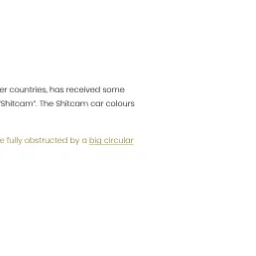 er countries, has received some
"Shitcam". The Shitcam car colours
e fully obstructed by a big circular